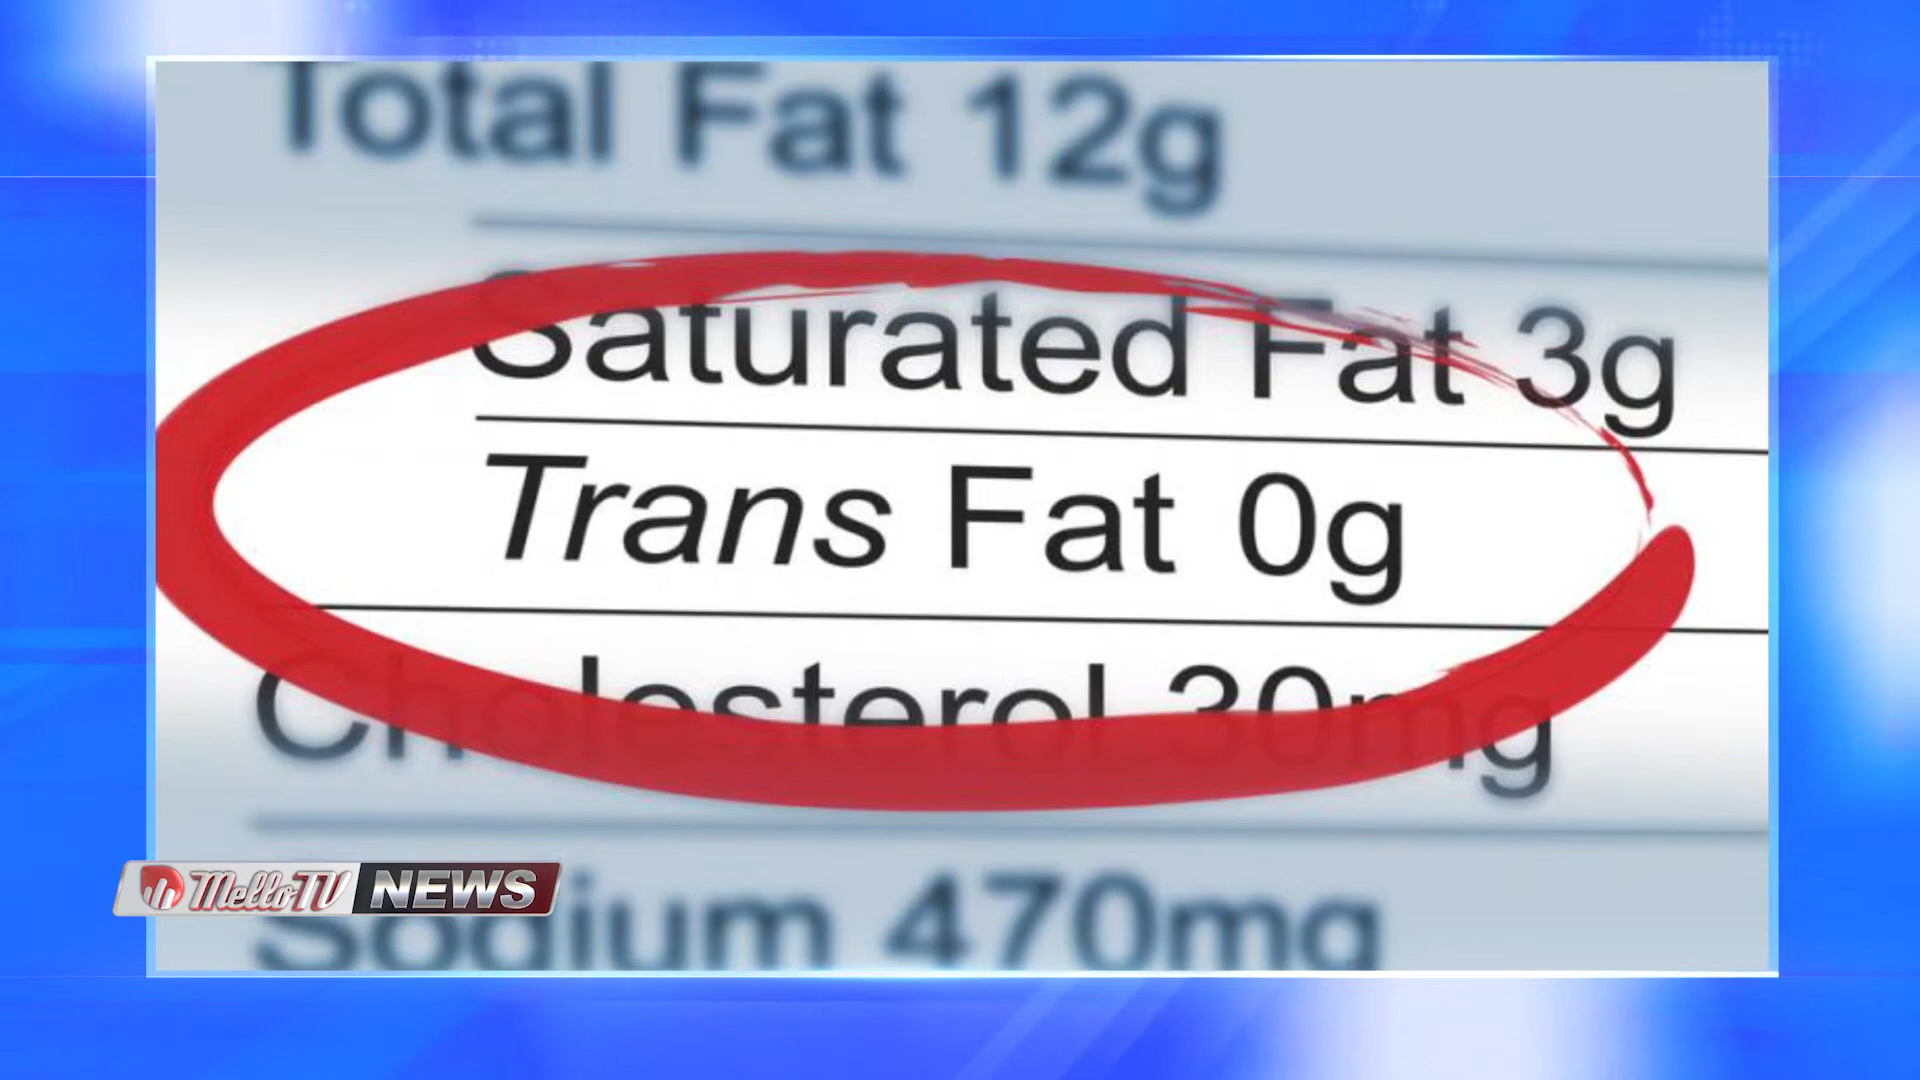 Total Fat 12g
Saturated Fat 3g
Trans Fat 0g
Cholesterol 30mg
MelloTV NEWS
Sodium 470mg